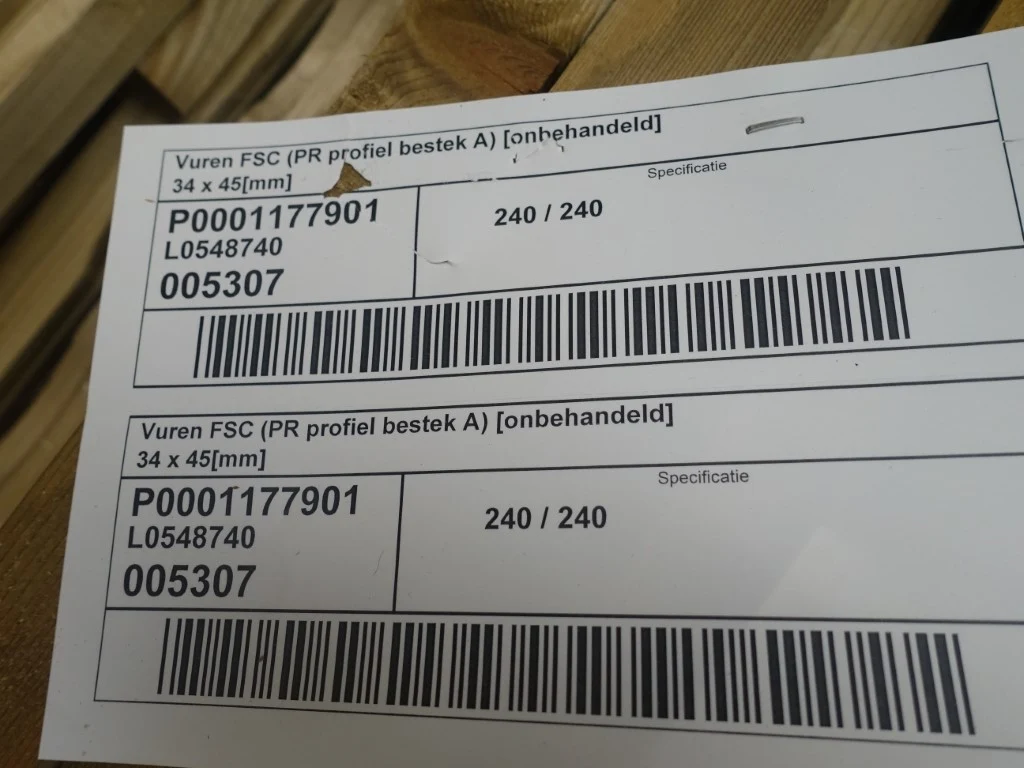 Vuren FSC (PR profiel bestek A) [onbehandeld]
34 x 45[mm]
P0001177901
L0548740
005307
Specificatie
240 / 240
Vuren FSC (PR profiel bestek A) [onbehandeld]
34 x 45[mm]
P0001177901
L0548740
005307
Specificatie
240 / 240